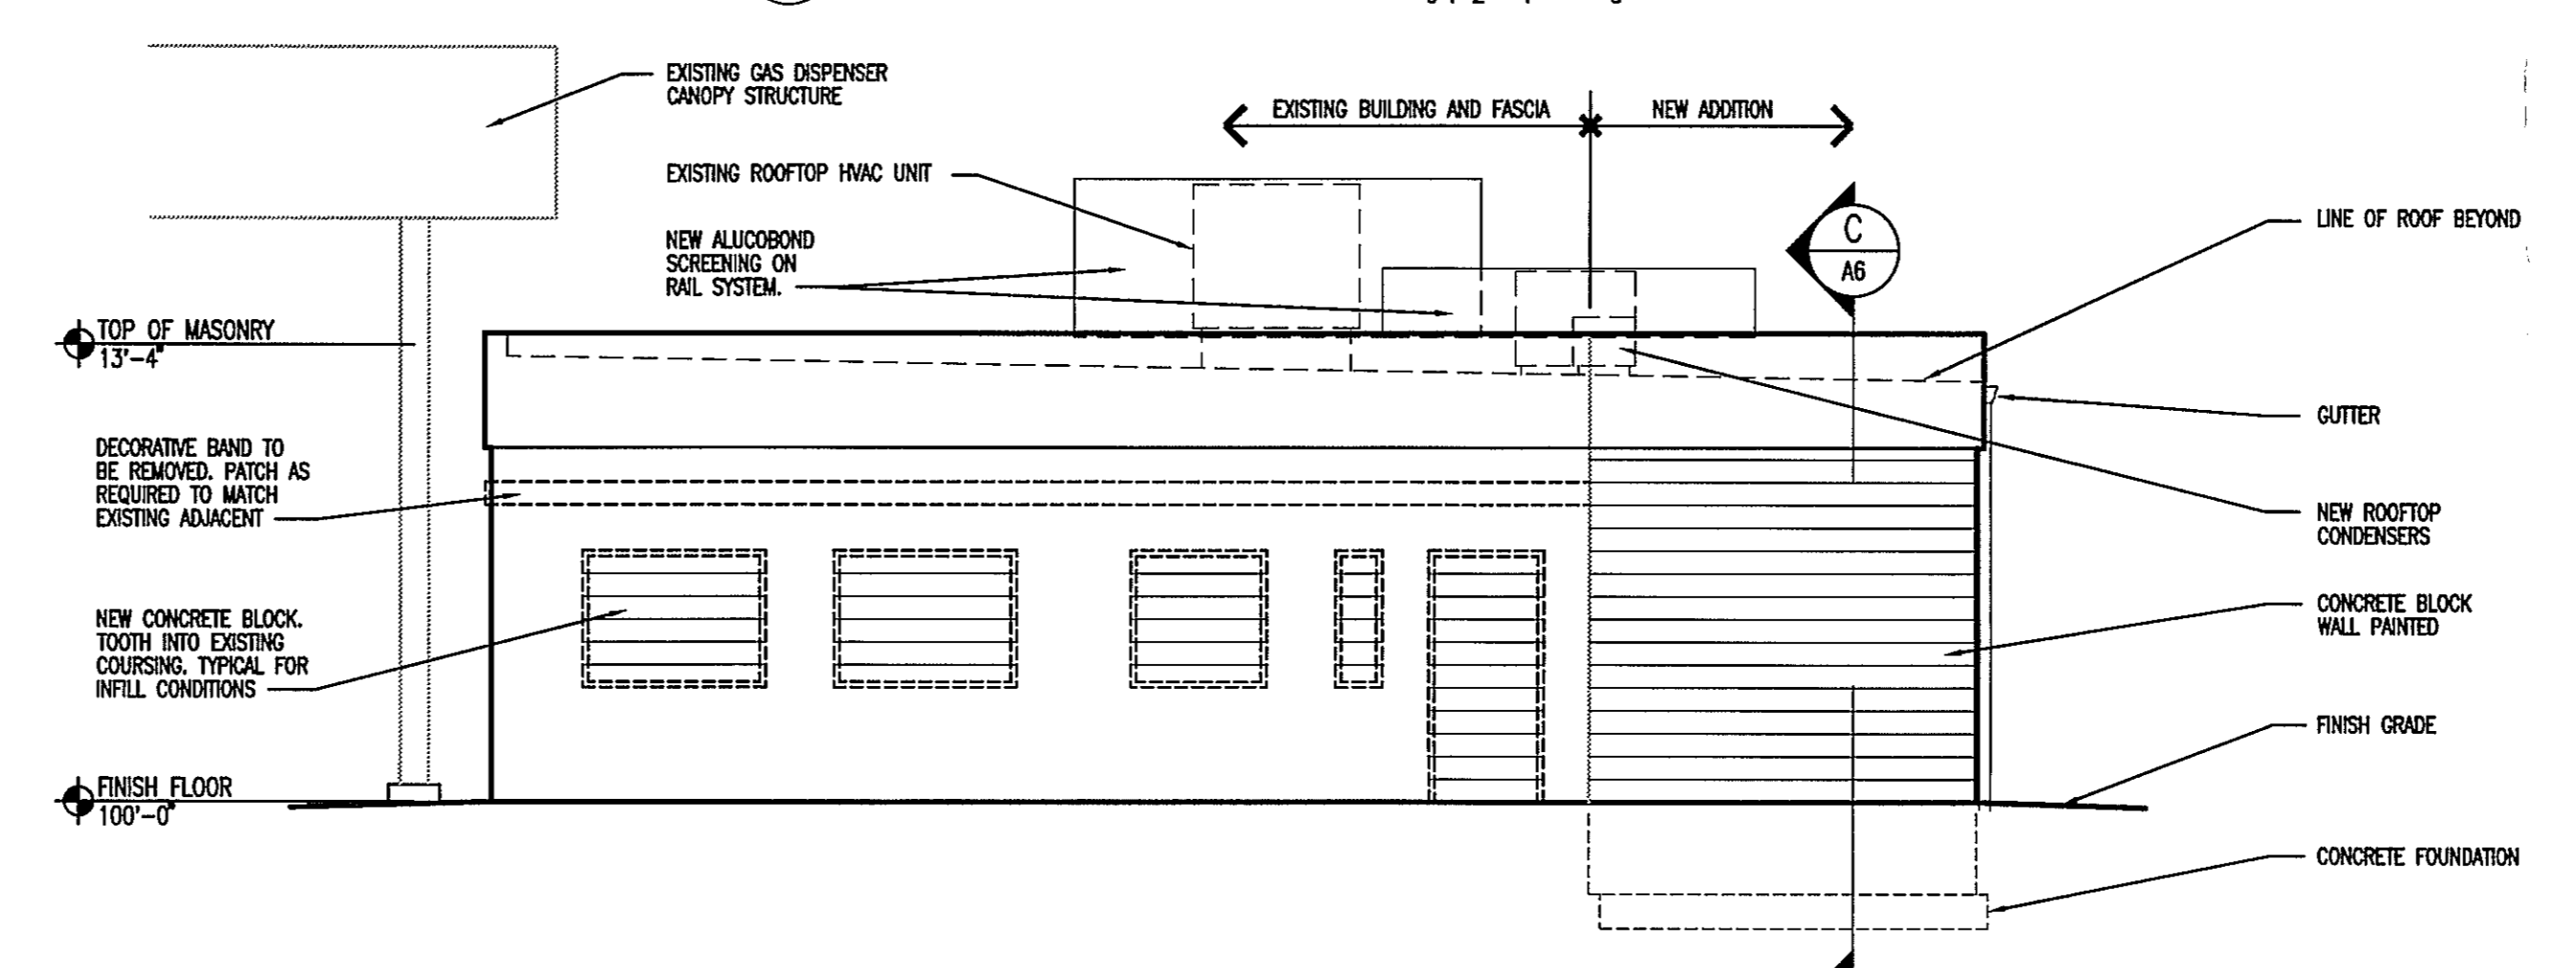 EXISTING GAS DISPENSER
CANOPY STRUCTURE
EXISTING BUILDING AND FASCIA
NEW ADDITION
EXISTING ROOFTOP HVAC UNIT
NEW ALUCOBOND
SCREENING ON
RAIL SYSTEM.
C
A6
LINE OF ROOF BEYOND
TOP OF MASONRY
13'-4"
GUTTER
DECORATIVE BAND TO
BE REMOVED. PATCH AS
REQUIRED TO MATCH
EXISTING ADJACENT
NEW ROOFTOP
CONDENSERS
NEW CONCRETE BLOCK.
TOOTH INTO EXISTING
COURSING. TYPICAL FOR
INFILL CONDITIONS
CONCRETE BLOCK
WALL PAINTED
FINISH GRADE
FINISH FLOOR
100'-0"
CONCRETE FOUNDATION